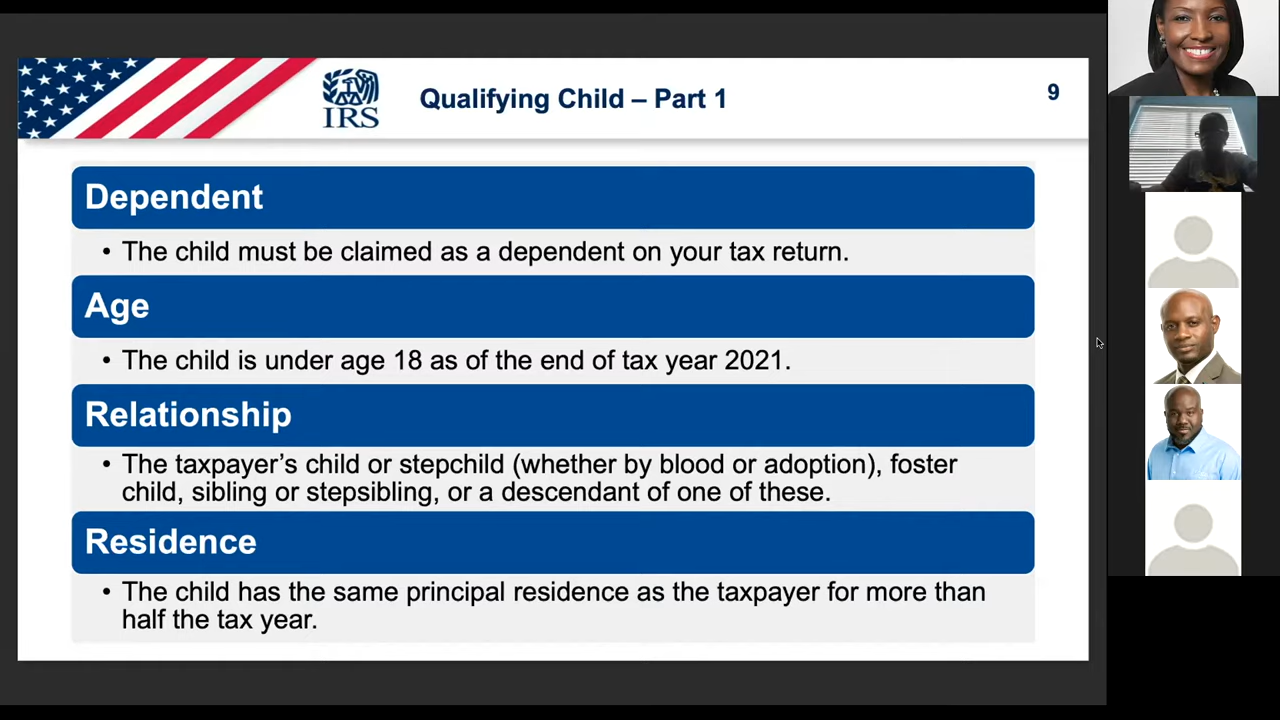 IRS
Qualifying Child – Part 1
9
Dependent
• The child must be claimed as a dependent on your tax return.
Age
• The child is under age 18 as of the end of tax year 2021.
Relationship
• The taxpayer’s child or stepchild (whether by blood or adoption), foster
child, sibling or stepsibling, or a descendant of one of these.
Residence
• The child has the same principal residence as the taxpayer for more than
half the tax year.